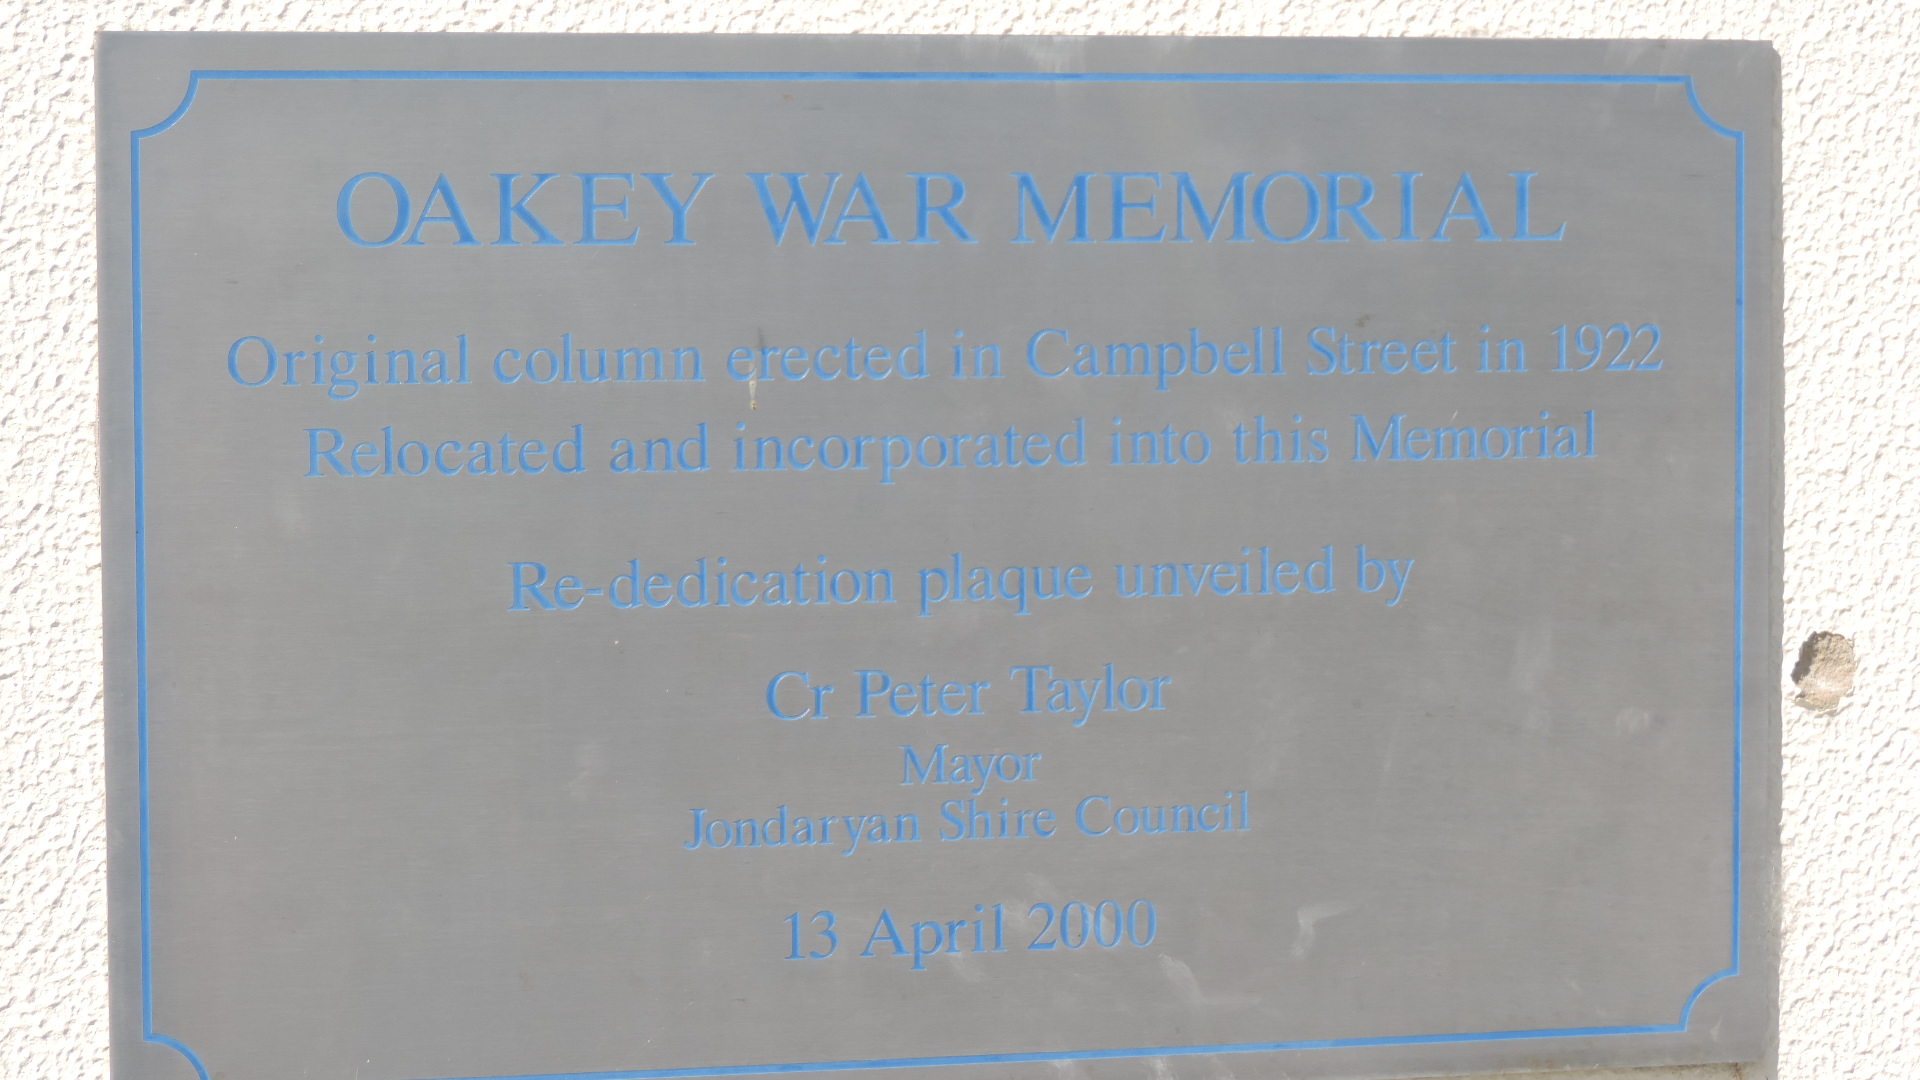 OAKEY WAR MEMORIAL
Original column erected in Campbell Street in 1922
Relocated and incorporated into this Memorial
Re-dedication plaque unveiled by
Cr Peter Taylor
Mayor
Jondaryan Shire Council
13 April 2000